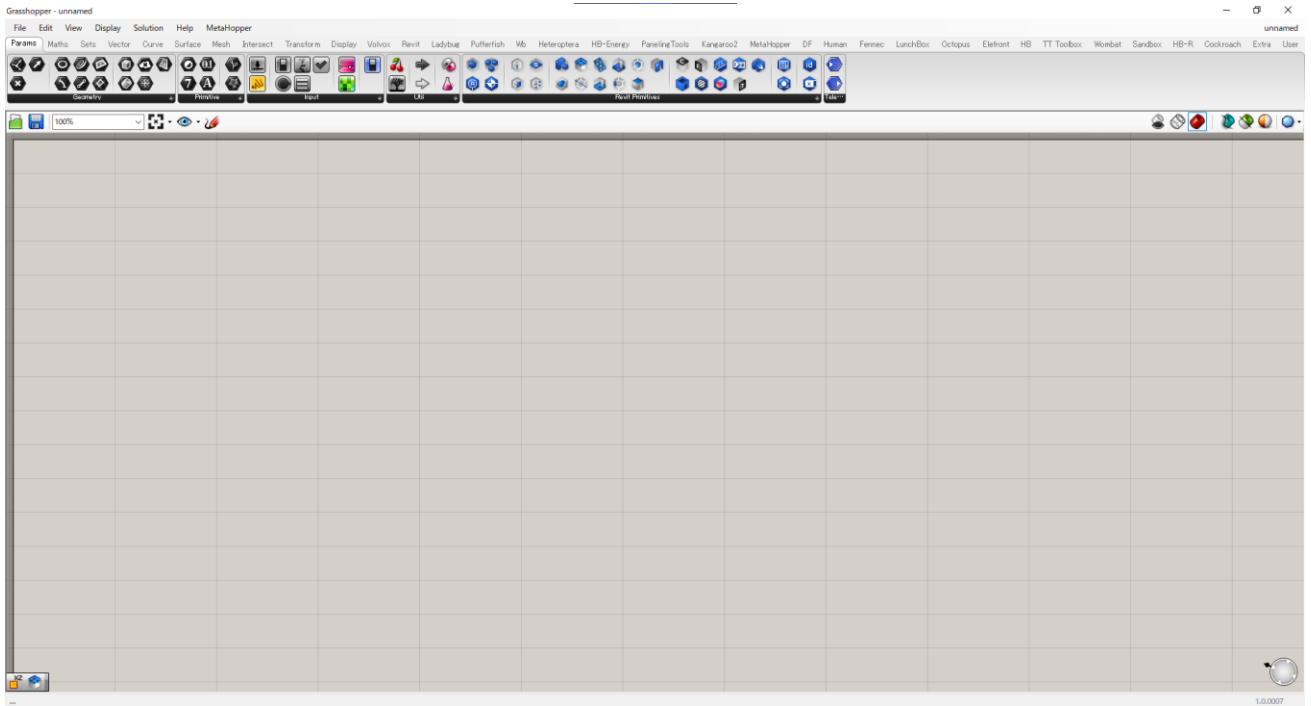 Grasshopper - unnamed
File Edit View Display Solution Help MetaHopper unnamed
Params Maths Sets Vector Curve Surface Mesh Intersect Transform Display Volvox Revit Ladybug Pufferfish Wb Heteroptera HB-Energy PanelingTools Kangaroo2 MetaHopper DF Human Fennec LunchBox Octopus Elefront HB TT Toolbox Wombat Sandbox HB-R Cockroach Extra User
Geometry Primitive Input Util Revit Primitives Tele···
100%
XZ
1.0.0007